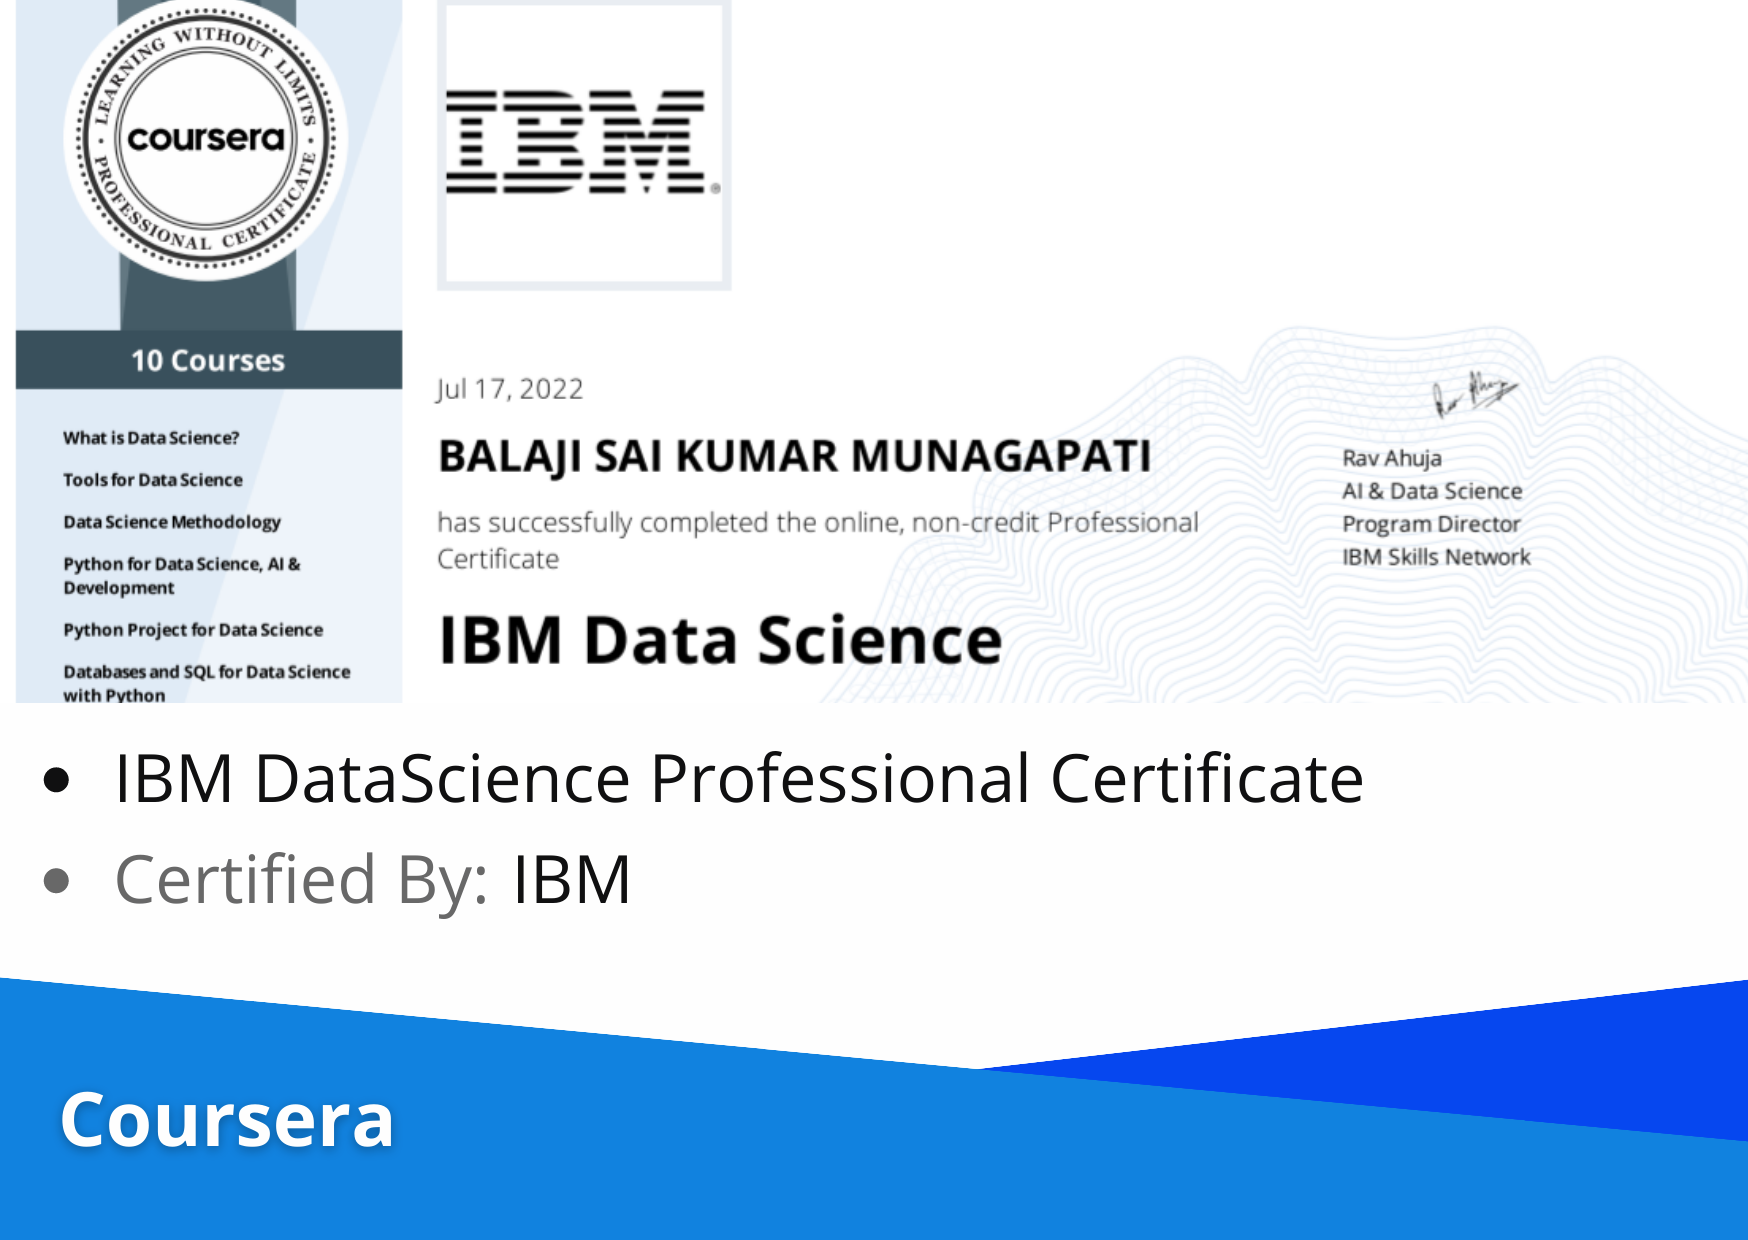 LEARNING WITHOUT LIMITS
coursera
PROFESSIONAL CERTIFICATE
10 Courses
What is Data Science?
Tools for Data Science
Data Science Methodology
Python for Data Science, AI &
Development
Python Project for Data Science
Databases and SQL for Data Science
with Python
IBM
Jul 17, 2022
BALAJI SAI KUMAR MUNAGAPATI
has successfully completed the online, non-credit Professional
Certificate
IBM Data Science
Rav Ahuja
Rav Ahuja
AI & Data Science
Program Director
IBM Skills Network
• IBM DataScience Professional Certificate
• Certified By: IBM
Coursera